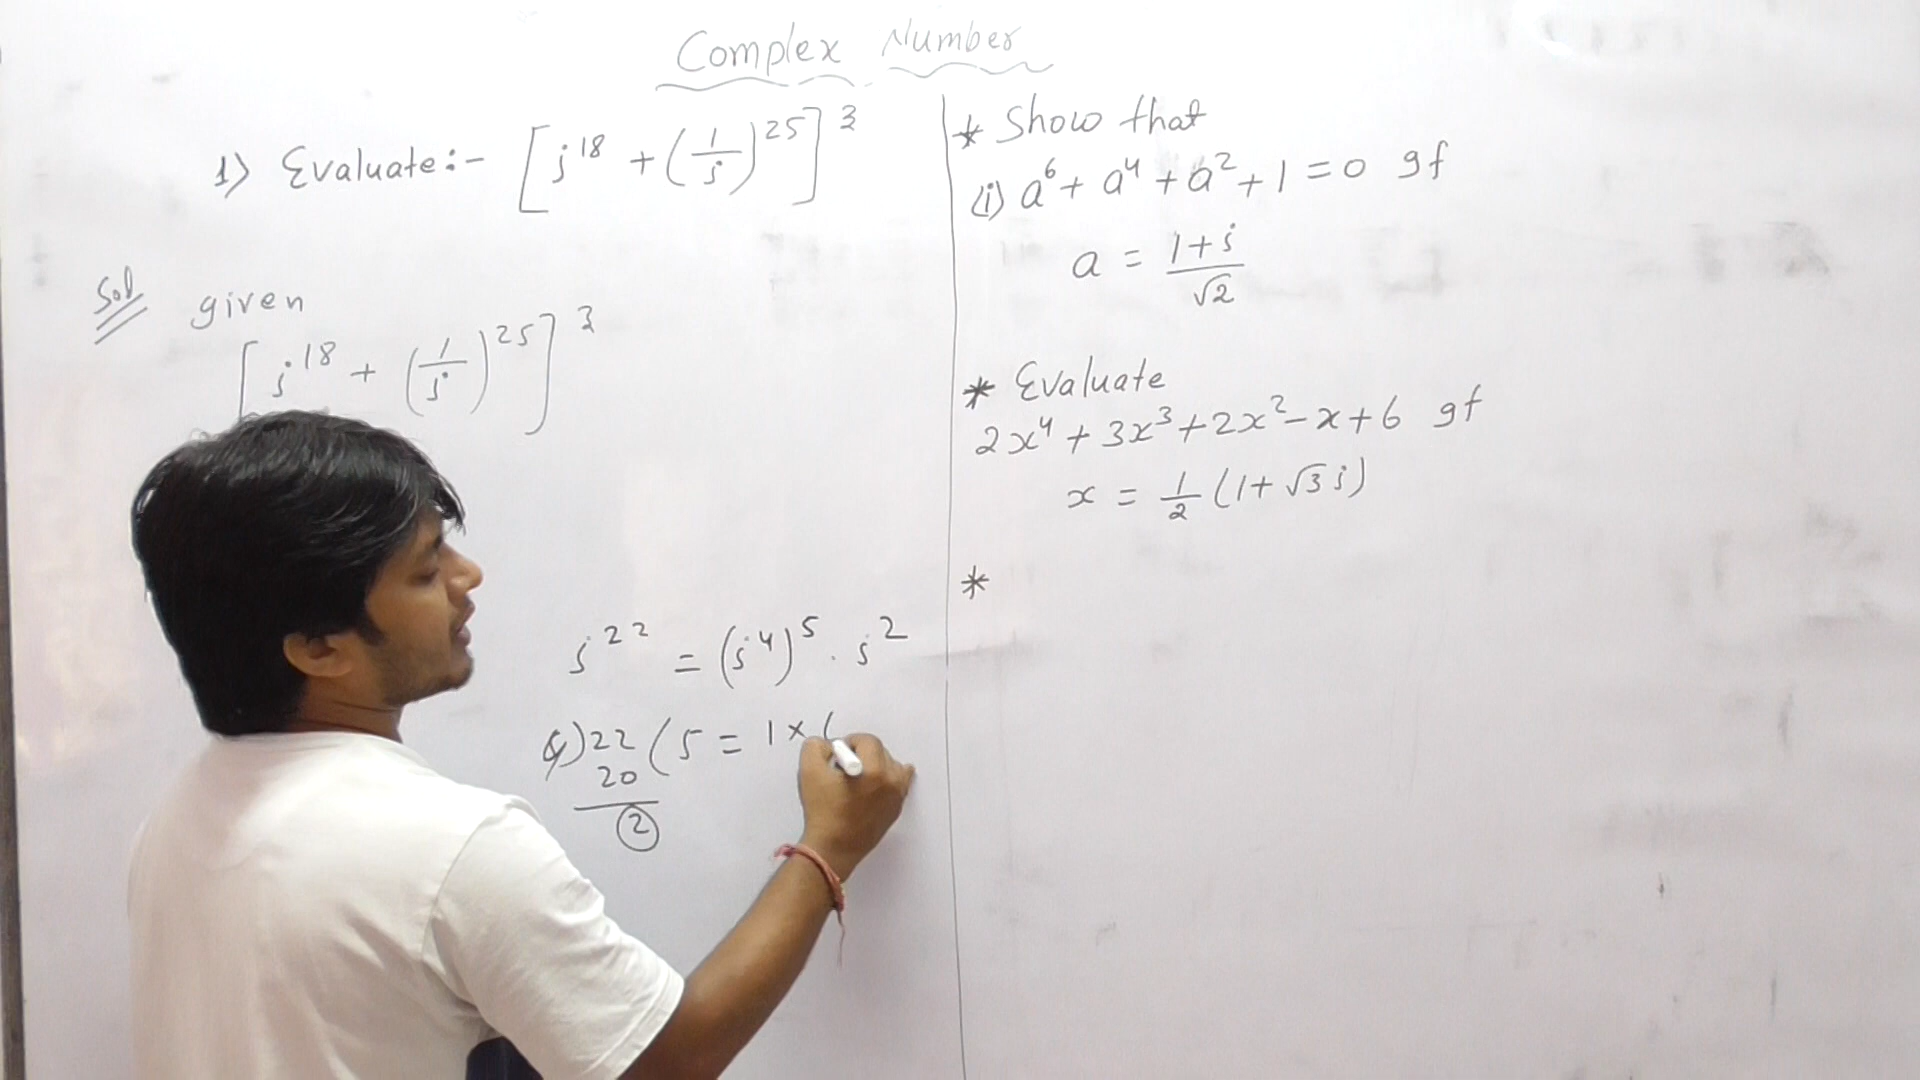 Complex Number
1) Evaluate:- [i^18 + (1/i)^25]^3
Sol given
[i^18 + (1/i)^25]^3
i^22 = (i^4)^5 . i^2
4)22(5 = 1 × (
20
2
* Show that
(i) a^6 + a^4 + a^2 + 1 = 0 If
a = 1+i/√2
* Evaluate
2x^4 + 3x^3 + 2x^2 - x + 6 If
x = 1/2 (1 + √3 i)
*